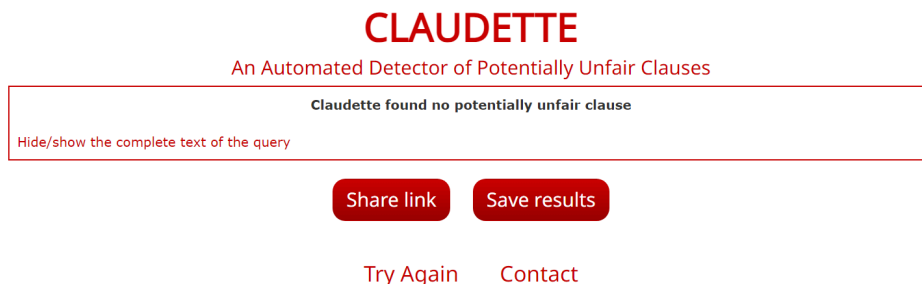 CLAUDETTE
An Automated Detector of Potentially Unfair Clauses
Claudette found no potentially unfair clause
Hide/show the complete text of the query
Share link Save results
Try Again Contact